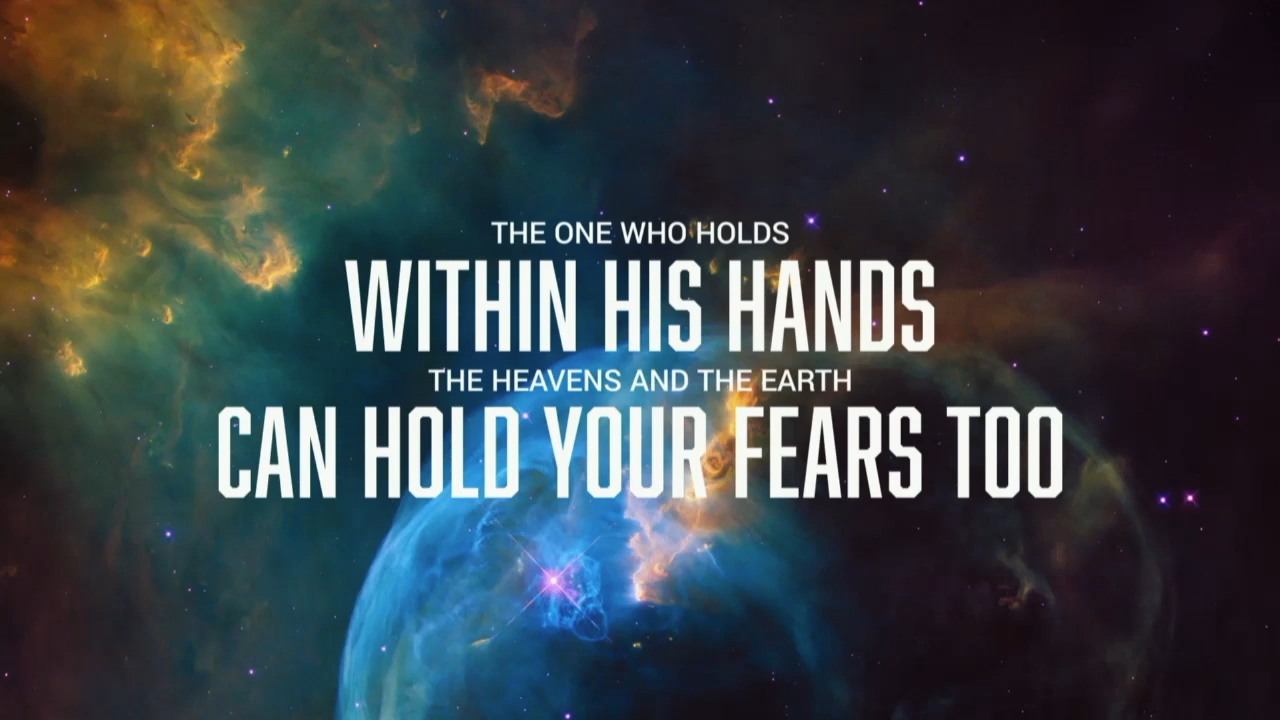 THE ONE WHO HOLDS
WITHIN HIS HANDS
THE HEAVENS AND THE EARTH
CAN HOLD YOUR FEARS TOO